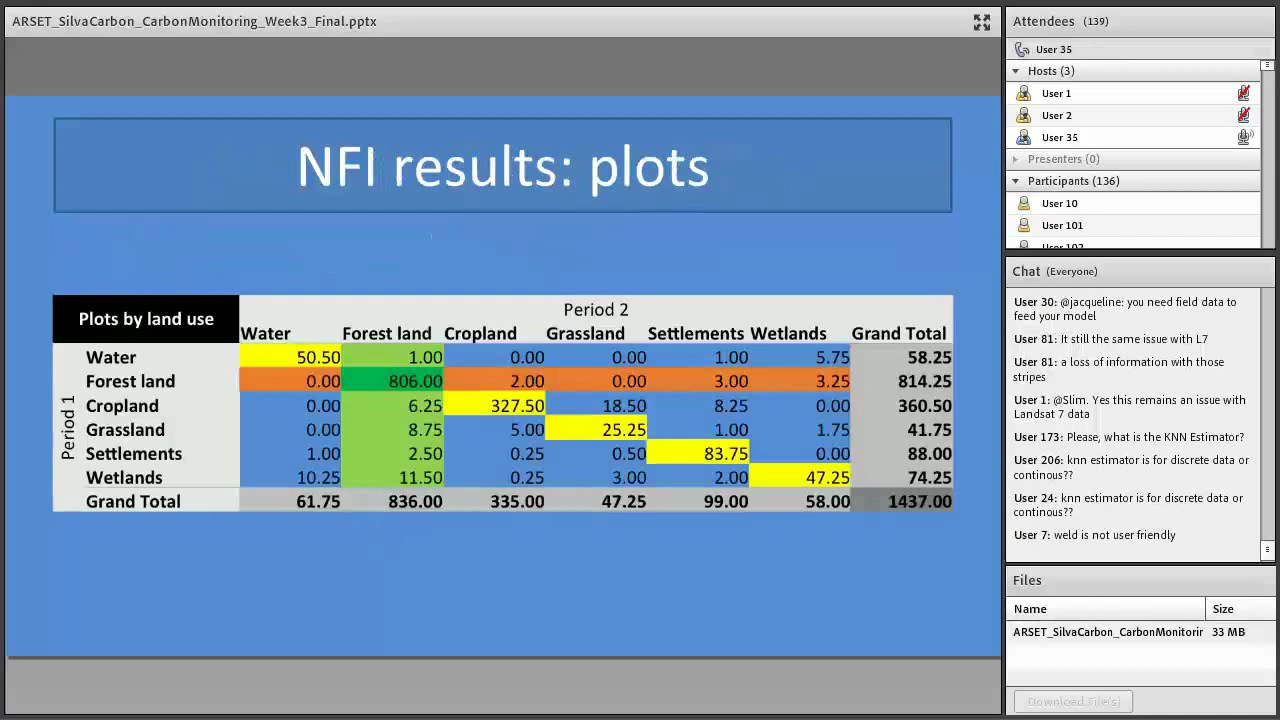 ARSET_SilvaCarbon_CarbonMonitoring_Week3_Final.pptx
NFI results: plots
Plots by land use
Period 2
Water Forest land Cropland Grassland Settlements Wetlands Grand Total
Period 1
Water 50.50 1.00 0.00 0.00 1.00 5.75 58.25
Forest land 0.00 806.00 2.00 0.00 3.00 3.25 814.25
Cropland 0.00 6.25 327.50 18.50 8.25 0.00 360.50
Grassland 0.00 8.75 5.00 25.25 1.00 1.75 41.75
Settlements 1.00 2.50 0.25 0.50 83.75 0.00 88.00
Wetlands 10.25 11.50 0.25 3.00 2.00 47.25 74.25
Grand Total 61.75 836.00 335.00 47.25 99.00 58.00 1437.00
Attendees (139)
User 35
Hosts (3)
User 1
User 2
User 35
Presenters (0)
Participants (136)
User 10
User 101
User 102
Chat (Everyone)
User 30: @jacqueline: you need field data to
feed your model
User 81: It still the same issue with L7
User 81: a loss of information with those
stripes
User 1: @Slim. Yes this remains an issue with
Landsat 7 data
User 173: Please, what is the KNN Estimator?
User 206: knn estimator is for discrete data or
continous??
User 24: knn estimator is for discrete data or
continous??
User 7: weld is not user friendly
Files
Name Size
ARSET_SilvaCarbon_CarbonMonitorir 33 MB
Download File(s)